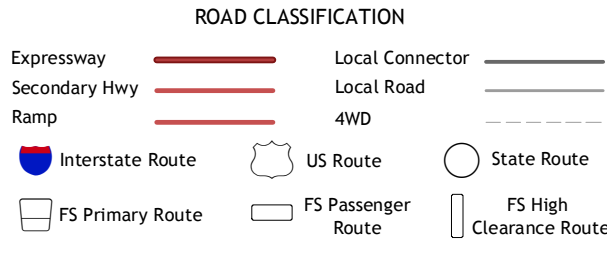 ROAD CLASSIFICATION
Expressway
Local Connector
Secondary Hwy
Local Road
Ramp
4WD
Interstate Route
US Route
State Route
FS Primary Route
FS Passenger
Route
FS High
Clearance Route